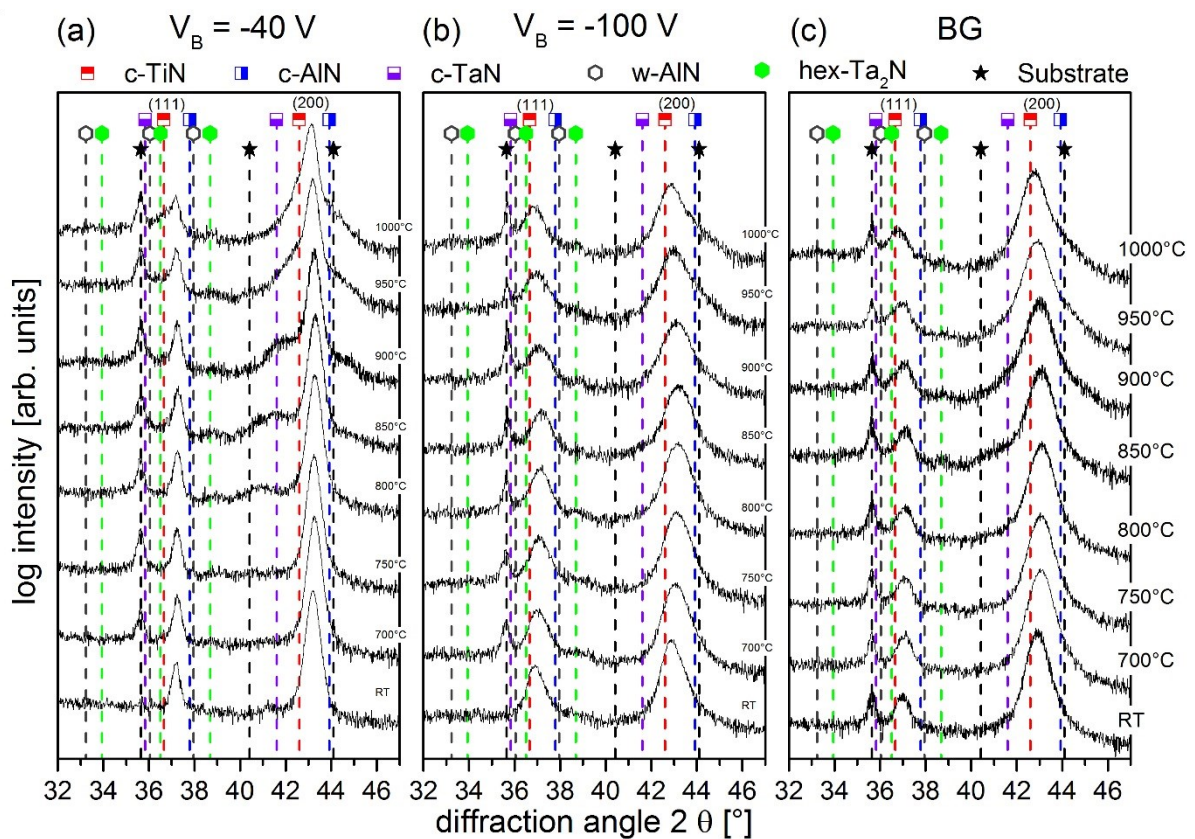 (a) V_B = -40 V (b) V_B = -100 V (c) BG
c-TiN c-AlN c-TaN w-AlN hex-Ta₂N Substrate
(111) (200) (111) (200) (111) (200)
1000°C 1000°C 1000°C
950°C 950°C 950°C
900°C 900°C 900°C
850°C 850°C 850°C
800°C 800°C 800°C
750°C 750°C 750°C
700°C 700°C 700°C
RT RT RT
log intensity [arb. units]
32 34 36 38 40 42 44 46 32 34 36 38 40 42 44 46 32 34 36 38 40 42 44 46
diffraction angle 2 θ [°]